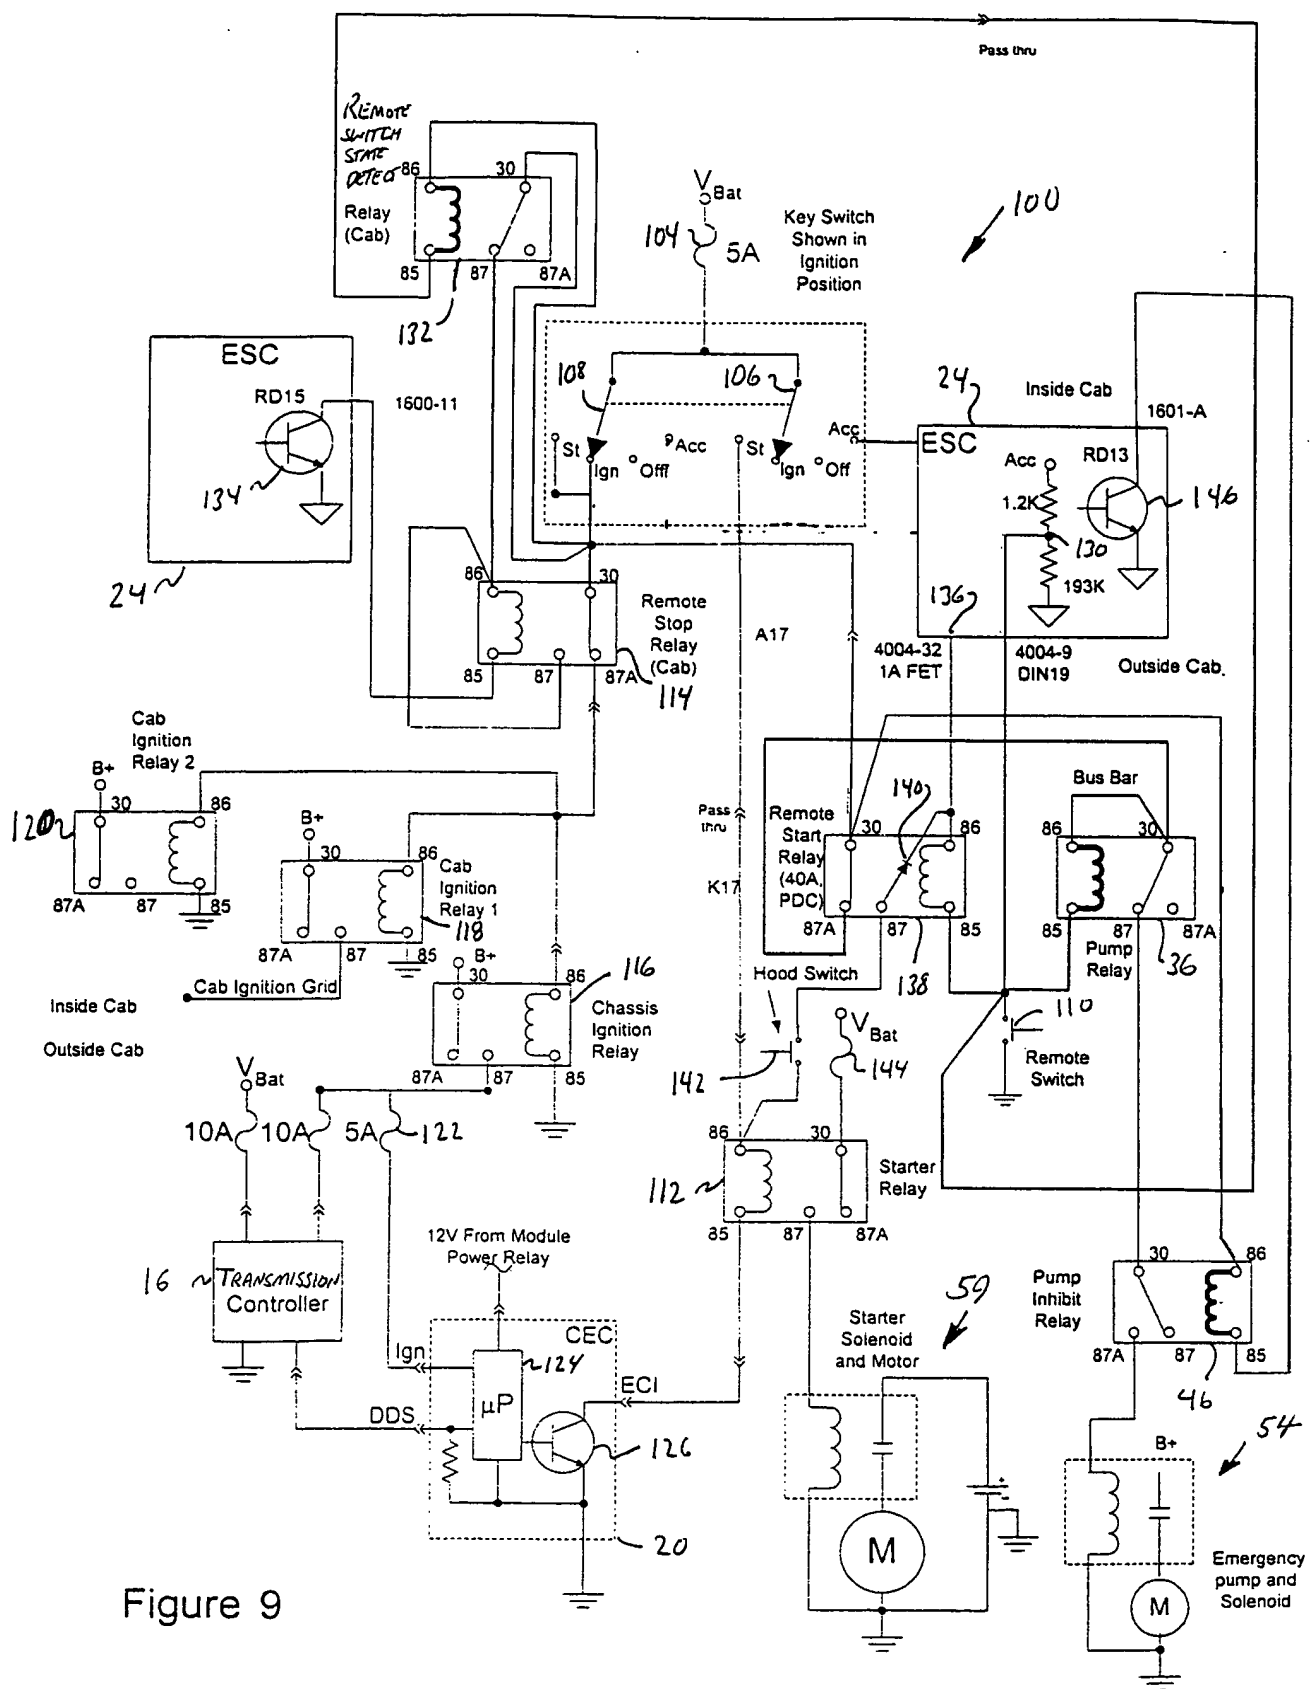 Pass thru
REMOTE
SWITCH
STATE
DETECT
86
30
Relay
(Cab)
85
87
87A
132
V Bat
104
5A
Key Switch
Shown in
Ignition
Position
100
ESC
RD15
1600-11
134
24
108
106
St
Ign
Off
Acc
St
Ign
Off
Acc
24
Inside Cab
1601-A
ESC
Acc
RD13
1.2K
146
130
193K
136
4004-32
1A FET
4004-9
DIN19
Outside Cab.
86
30
Remote
Stop
Relay
(Cab)
85
87
87A
114
A17
Cab
Ignition
Relay 2
B+
30
86
120
87A
87
85
B+
30
86
Cab
Ignition
Relay 1
118
87A
87
85
Cab Ignition Grid
Inside Cab
Outside Cab
B+
30
86
116
Chassis
Ignition
Relay
87A
87
85
Pass
thru
K17
Remote
Start
Relay
(40A,
PDC)
140
30
86
87A
87
85
138
Bus Bar
86
30
85
87
87A
Pump
Relay
36
Hood Switch
142
V Bat
144
110
Remote
Switch
V Bat
10A
10A
5A
122
86
30
Starter
Relay
112
85
87
87A
16
TRANSMISSION
Controller
12V From Module
Power Relay
CEC
Ign
124
µP
ECI
DDS
126
20
Starter
Solenoid
and Motor
59
M
+
-
30
86
Pump
Inhibit
Relay
87A
87
85
46
54
B+
M
Emergency
pump and
Solenoid
Figure 9